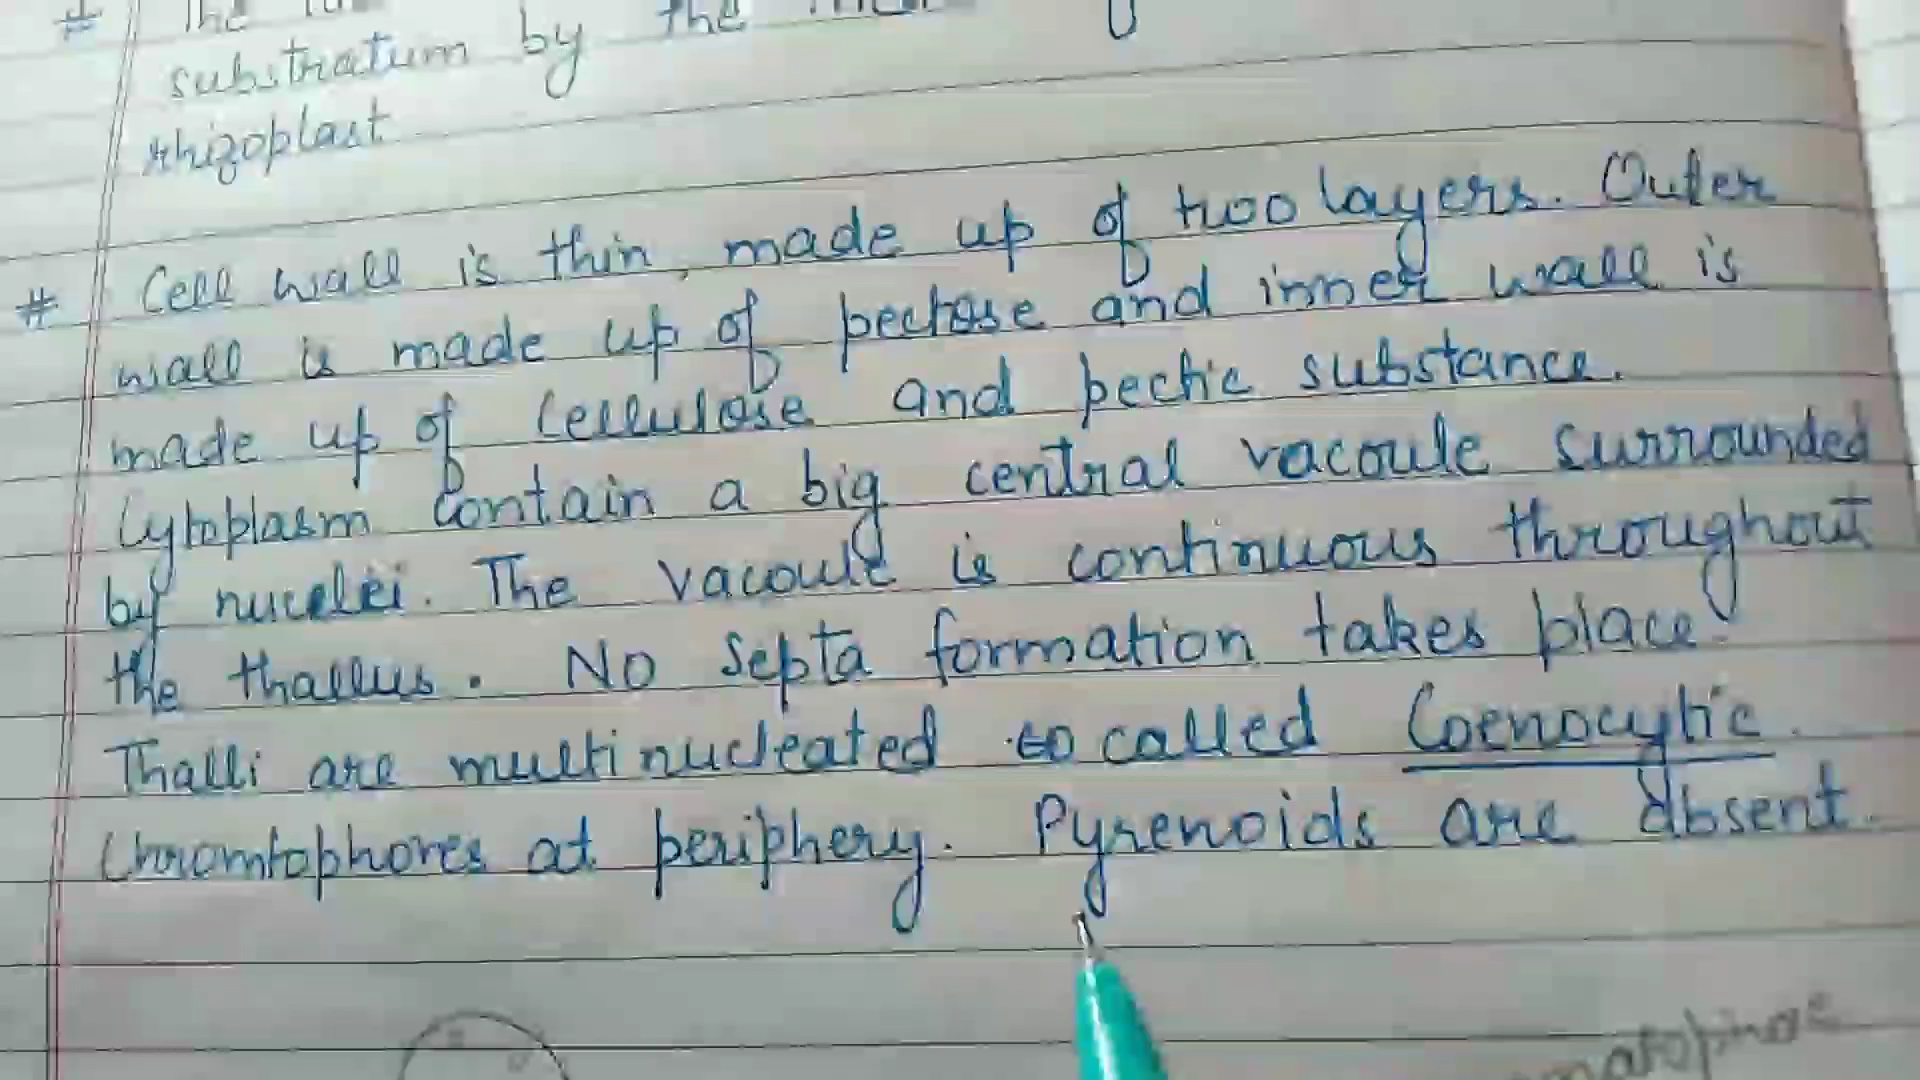 # The
substratum by the
rhizoplast
# Cell wall is thin, made up of two layers. Outer
wall is made up of pectose and inner wall is
made up of Cellulose and pectic substance.
Cytoplasm contain a big central vacoule surrounded
by nucelei. The vacoule is continuous throughout
the thallus. No septa formation takes place.
Thalli are multinucleated so called Coenocytic.
Chromtophores at periphery. Pyrenoids are absent.